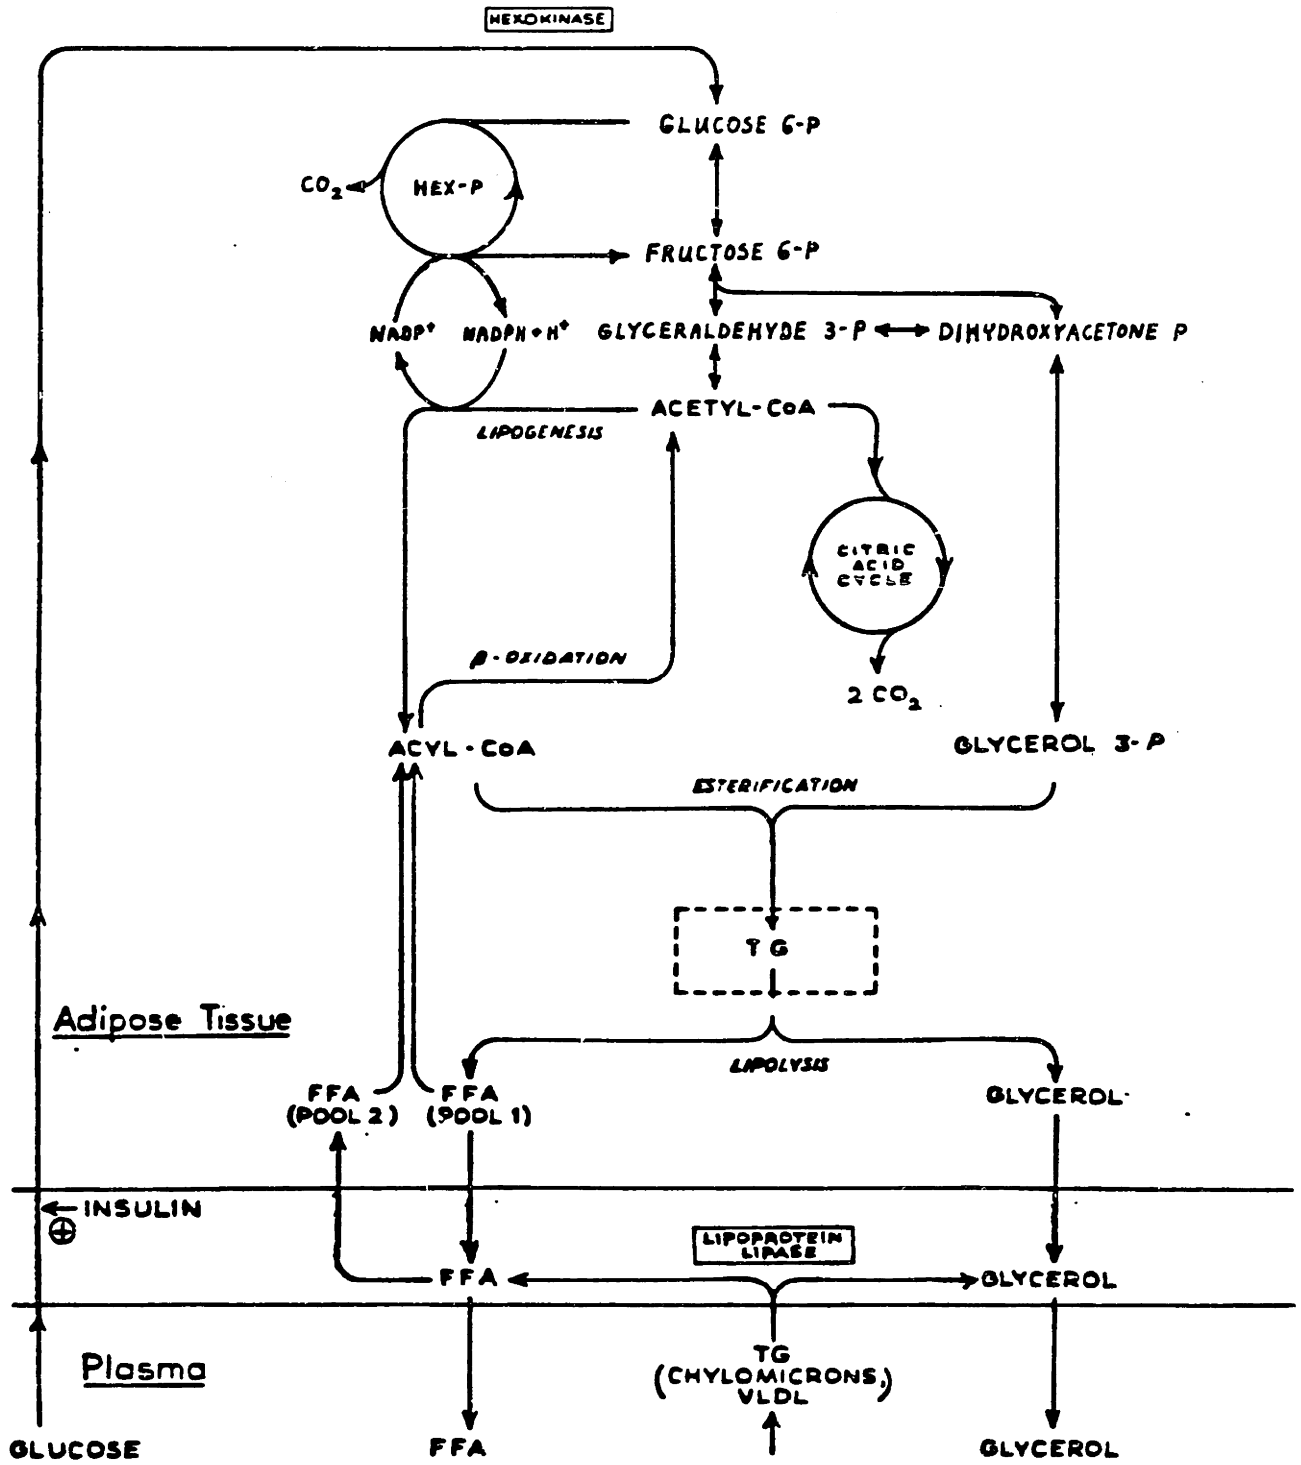 HEXOKINASE
GLUCOSE 6-P
CO2
HEX-P
FRUCTOSE 6-P
NADP+ NADPH + H+ GLYCERALDEHYDE 3-P DIHYDROXYACETONE P
ACETYL-CoA
LIPOGENESIS
CITRIC
ACID
CYCLE
β-OXIDATION
2 CO2
ACYL-CoA
GLYCEROL 3-P
ESTERIFICATION
TG
Adipose Tissue
LIPOLYSIS
FFA
(POOL 2)
FFA
(POOL 1)
GLYCEROL
INSULIN
⊕
LIPOPROTEIN
LIPASE
FFA
GLYCEROL
Plasma
TG
(CHYLOMICRONS,)
VLDL
GLUCOSE
FFA
GLYCEROL